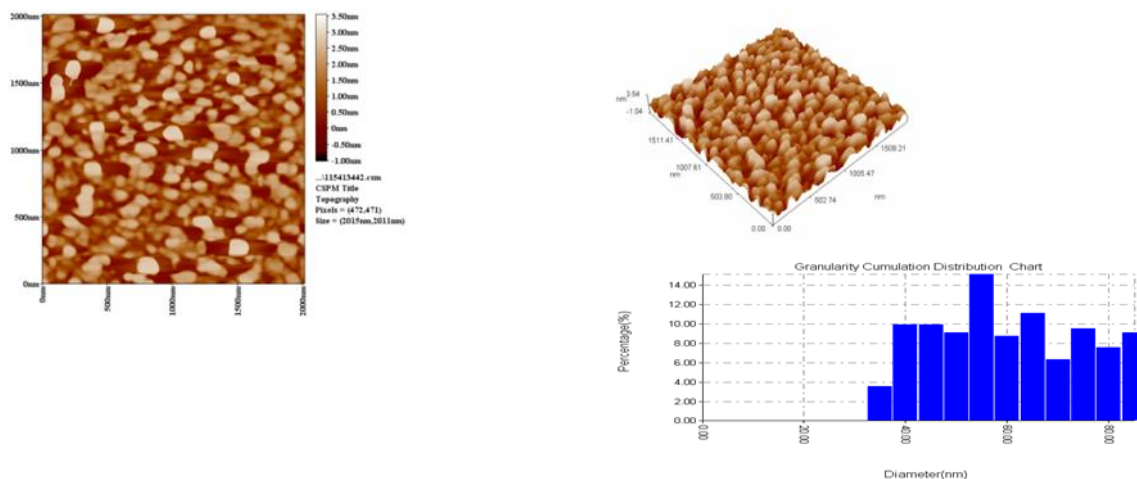 2000nm
1500nm
1000nm
500nm
0nm
0nm
500nm
1000nm
1500nm
2000nm
3.50nm
3.00nm
2.50nm
2.00nm
1.50nm
1.00nm
0.50nm
0nm
-0.50nm
-1.00nm
...\115413442.csm
CSPM Title
Topography
Pixels = (472,471)
Size = (2015nm,2011nm)
nm
3.54
-1.04
1511.41
1007.61
nm
503.80
0.00
0.00
502.74
nm
1005.47
1508.21
Granularity Cumulation Distribution Chart
Percentage(%)
14.00
12.00
10.00
8.00
6.00
4.00
2.00
0.00
0.00
20.00
40.00
60.00
80.00
Diameter(nm)